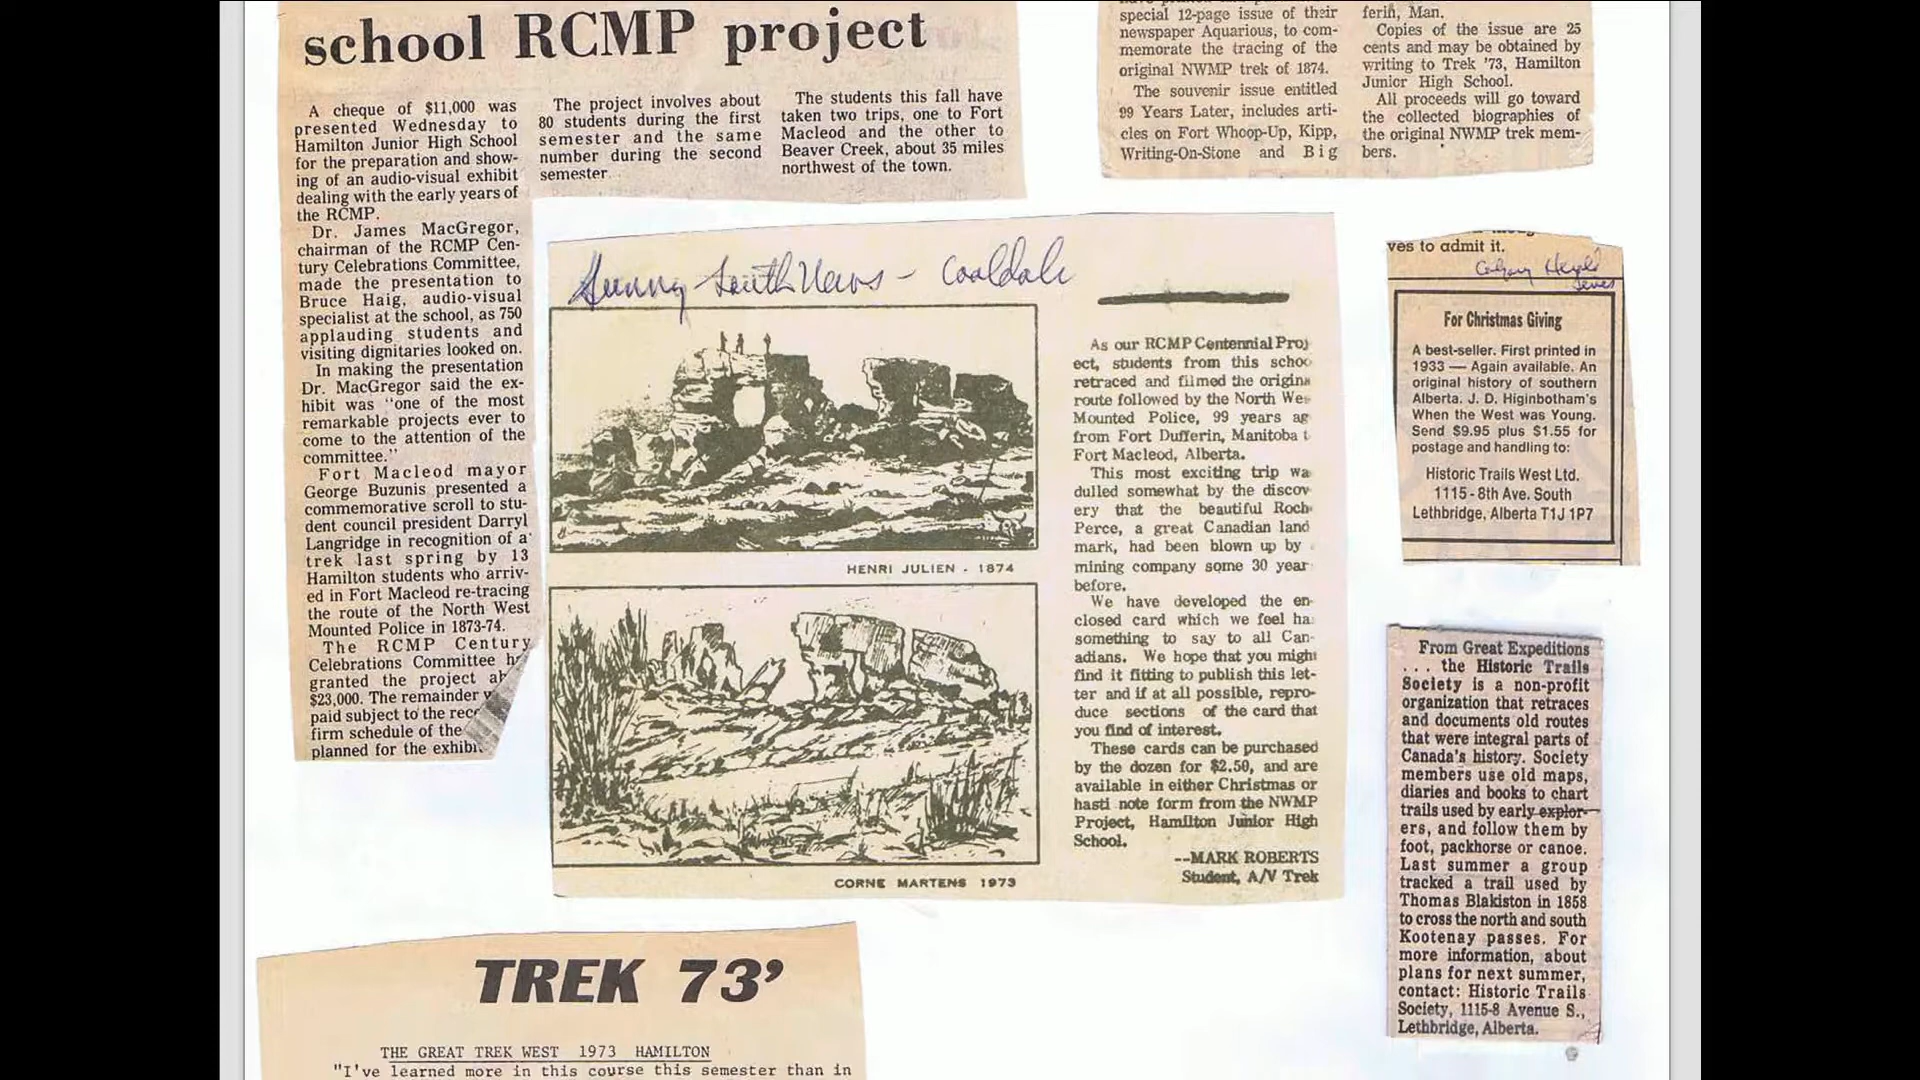 school RCMP project
A cheque of $11,000 was
presented Wednesday to
Hamilton Junior High School
for the preparation and show-
ing of an audio-visual exhibit
dealing with the early years of
the RCMP.
Dr. James MacGregor,
chairman of the RCMP Cen-
tury Celebrations Committee,
made the presentation to
Bruce Haig, audio-visual
specialist at the school, as 750
applauding students and
visiting dignitaries looked on.
In making the presentation
Dr. MacGregor said the ex-
hibit was "one of the most
remarkable projects ever to
come to the attention of the
committee."
Fort Macleod mayor
George Buzunis presented a
commemorative scroll to stu-
dent council president Darryl
Langridge in recognition of a
trek last spring by 13
Hamilton students who arriv-
ed in Fort Macleod re-tracing
the route of the North West
Mounted Police in 1873-74.
The RCMP Century
Celebrations Committee
granted the project
$23,000. The remainder
paid subject to the
firm schedule of the
planned for the
The project involves about
80 students during the first
semester and the same
number during the second
semester
The students this fall have
taken two trips, one to Fort
Macleod and the other to
Beaver Creek, about 35 miles
northwest of the town.
special 12-page issue of their
newspaper Aquarious, to com-
memorate the tracing of the
original NWMP trek of 1874.
The souvenir issue entitled
99 Years Later, includes arti-
cles on Fort Whoop-Up, Kipp,
Writing-On-Stone and Big
ferin, Man.
Copies of the issue are 25
cents and may be obtained by
writing to Trek '73, Hamilton
Junior High School.
All proceeds will go toward
the collected biographies of
the original NWMP trek mem-
bers.
Sunny South News - Coaldale
HENRI JULIEN - 1874
CORNE MARTENS 1973
As our RCMP Centennial Proj
ect, students from this schoo
retraced and filmed the origina
route followed by the North Wes
Mounted Police, 99 years ag
from Fort Dufferin, Manitoba t
Fort Macleod, Alberta.
This most exciting trip wa
dulled somewhat by the discov
ery that the beautiful Roch
Perce, a great Canadian land
mark, had been blown up by
mining company some 30 year
before.
We have developed the en-
closed card which we feel ha
something to say to all Can-
adians. We hope that you might
find it fitting to publish this let-
ter and if at all possible, repro-
duce sections of the card that
you find of interest.
These cards can be purchased
by the dozen for $2.50, and are
available in either Christmas or
hasti note form from the NWMP
Project, Hamilton Junior High
School.
--MARK ROBERTS
Student, A/V Trek
ves to admit it.
Calgary Herald
For Christmas Giving
A best-seller. First printed in
1933 — Again available. An
original history of southern
Alberta. J. D. Higinbotham's
When the West was Young.
Send $9.95 plus $1.55 for
postage and handling to:
Historic Trails West Ltd.
1115 - 8th Ave. South
Lethbridge, Alberta T1J 1P7
From Great Expeditions
. . . the Historic Trails
Society is a non-profit
organization that retraces
and documents old routes
that were integral parts of
Canada's history. Society
members use old maps,
diaries and books to chart
trails used by early explor-
ers, and follow them by
foot, packhorse or canoe.
Last summer a group
tracked a trail used by
Thomas Blakiston in 1858
to cross the north and south
Kootenay passes. For
more information, about
plans for next summer,
contact: Historic Trails
Society, 1115-8 Avenue S.,
Lethbridge, Alberta.
TREK 73'
THE GREAT TREK WEST 1973 HAMILTON
"I've learned more in this course this semester than in